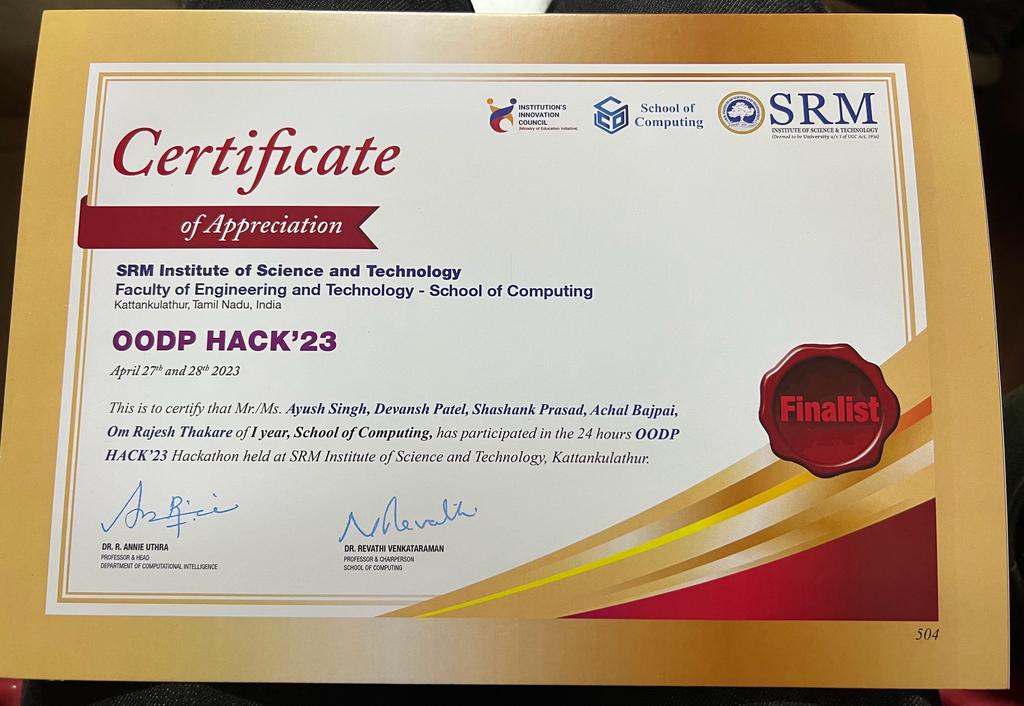 INSTITUTION'S
INNOVATION
COUNCIL
(Ministry of Education Initiative)
School of
Computing
SRM
INSTITUTE OF SCIENCE & TECHNOLOGY
(Deemed to be University u/s 3 of UGC Act, 1956)
Certificate
of Appreciation
SRM Institute of Science and Technology
Faculty of Engineering and Technology - School of Computing
Kattankulathur, Tamil Nadu, India
OODP HACK'23
April 27th and 28th 2023
This is to certify that Mr./Ms. Ayush Singh, Devansh Patel, Shashank Prasad, Achal Bajpai,
Om Rajesh Thakare of I year, School of Computing, has participated in the 24 hours OODP
HACK'23 Hackathon held at SRM Institute of Science and Technology, Kattankulathur.
Finalist
DR. R. ANNIE UTHRA
PROFESSOR & HEAD
DEPARTMENT OF COMPUTATIONAL INTELLIGENCE
N Revathi
DR. REVATHI VENKATARAMAN
PROFESSOR & CHAIRPERSON
SCHOOL OF COMPUTING
504